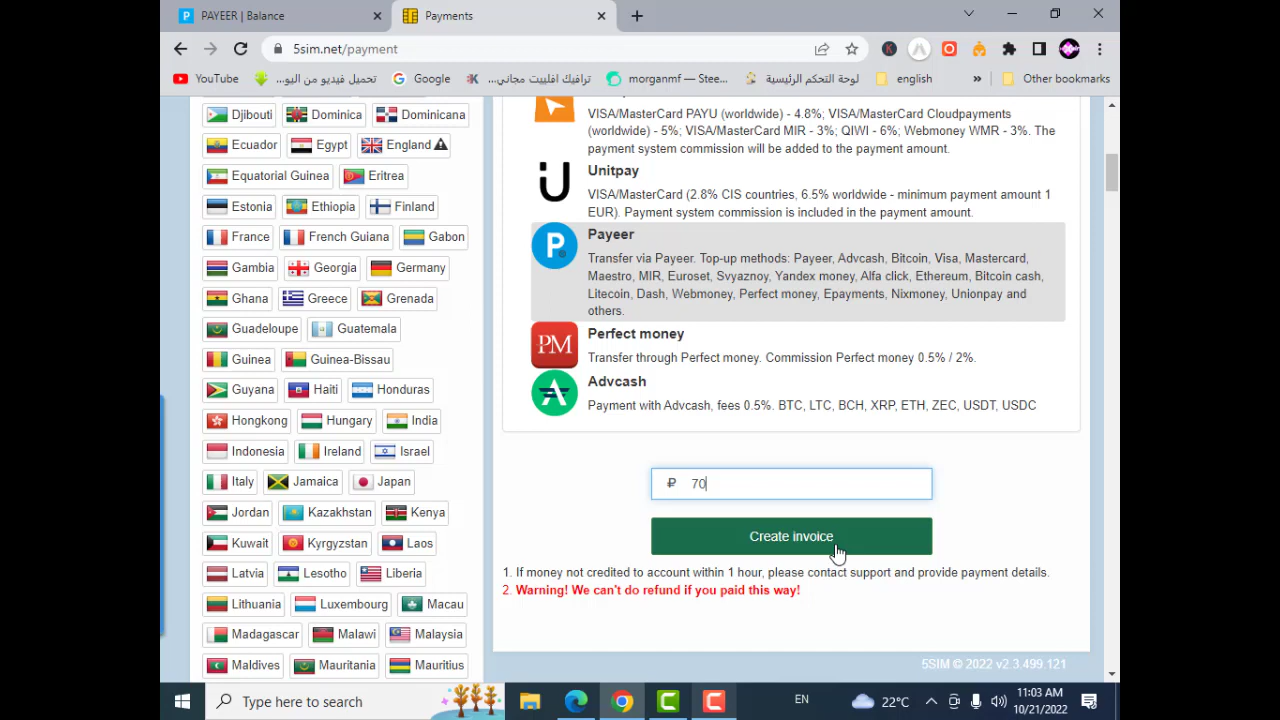 PAYEER | Balance
Payments
5sim.net/payment
YouTube
تحميل فيديو من اليو...
Google
ترافيك افلييت مجاني...
morganmf — Stee...
لوحة التحكم الرئيسية
english
»
Other bookmarks
Djibouti Dominica Dominicana
Ecuador Egypt England
Equatorial Guinea Eritrea
Estonia Ethiopia Finland
France French Guiana Gabon
Gambia Georgia Germany
Ghana Greece Grenada
Guadeloupe Guatemala
Guinea Guinea-Bissau
Guyana Haiti Honduras
Hongkong Hungary India
Indonesia Ireland Israel
Italy Jamaica Japan
Jordan Kazakhstan Kenya
Kuwait Kyrgyzstan Laos
Latvia Lesotho Liberia
Lithuania Luxembourg Macau
Madagascar Malawi Malaysia
Maldives Mauritania Mauritius
VISA/MasterCard PAYU (worldwide) - 4.8%; VISA/MasterCard Cloudpayments
(worldwide) - 5%; VISA/MasterCard MIR - 3%; QIWI - 6%; Webmoney WMR - 3%. The
payment system commission will be added to the payment amount.
Unitpay
VISA/MasterCard (2.8% CIS countries, 6.5% worldwide - minimum payment amount 1
EUR). Payment system commission is included in the payment amount.
Payeer
Transfer via Payeer. Top-up methods: Payeer, Advcash, Bitcoin, Visa, Mastercard,
Maestro, MIR, Euroset, Svyaznoy, Yandex money, Alfa click, Ethereum, Bitcoin cash,
Litecoin, Dash, Webmoney, Perfect money, Epayments, Nixmoney, Unionpay and
others.
PM
Perfect money
Transfer through Perfect money. Commission Perfect money 0.5% / 2%.
Advcash
Payment with Advcash, fees 0.5%. BTC, LTC, BCH, XRP, ETH, ZEC, USDT, USDC
₽ 70
Create invoice
1. If money not credited to account within 1 hour, please contact support and provide payment details.
2. Warning! We can't do refund if you paid this way!
5SIM © 2022 v2.3.499.121
Type here to search
EN
22°C
11:03 AM
10/21/2022